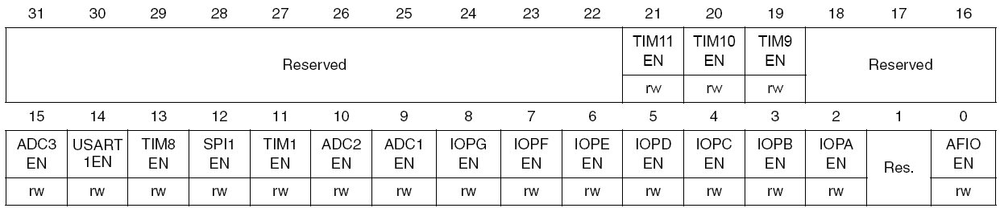 31 30 29 28 27 26 25 24 23 22 21 20 19 18 17 16
Reserved TIM11 EN TIM10 EN TIM9 EN Reserved
rw rw rw
15 14 13 12 11 10 9 8 7 6 5 4 3 2 1 0
ADC3 USART TIM8 SPI1 TIM1 ADC2 ADC1 IOPG IOPF IOPE IOPD IOPC IOPB IOPA Res. AFIO
EN 1EN EN EN EN EN EN EN EN EN EN EN EN EN EN
rw rw rw rw rw rw rw rw rw rw rw rw rw rw rw